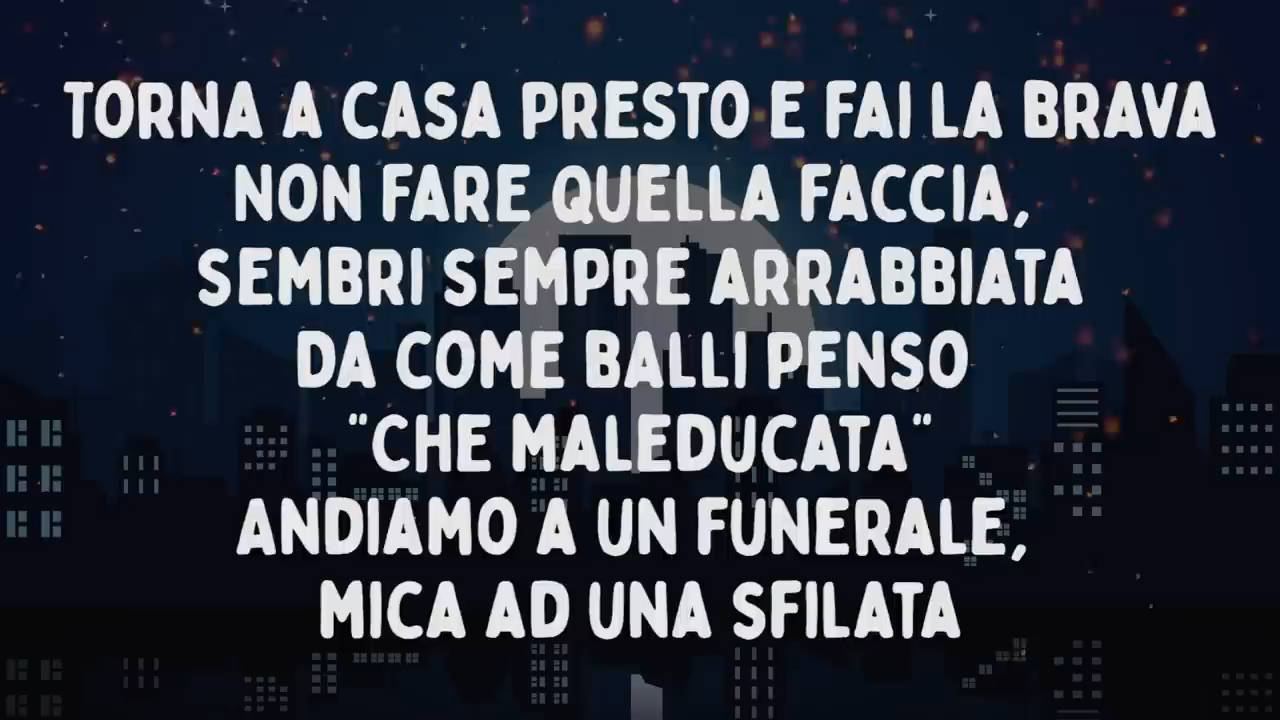 TORNA A CASA PRESTO E FAI LA BRAVA
NON FARE QUELLA FACCIA,
SEMBRI SEMPRE ARRABBIATA
DA COME BALLI PENSO
"CHE MALEDUCATA"
ANDIAMO A UN FUNERALE,
MICA AD UNA SFILATA